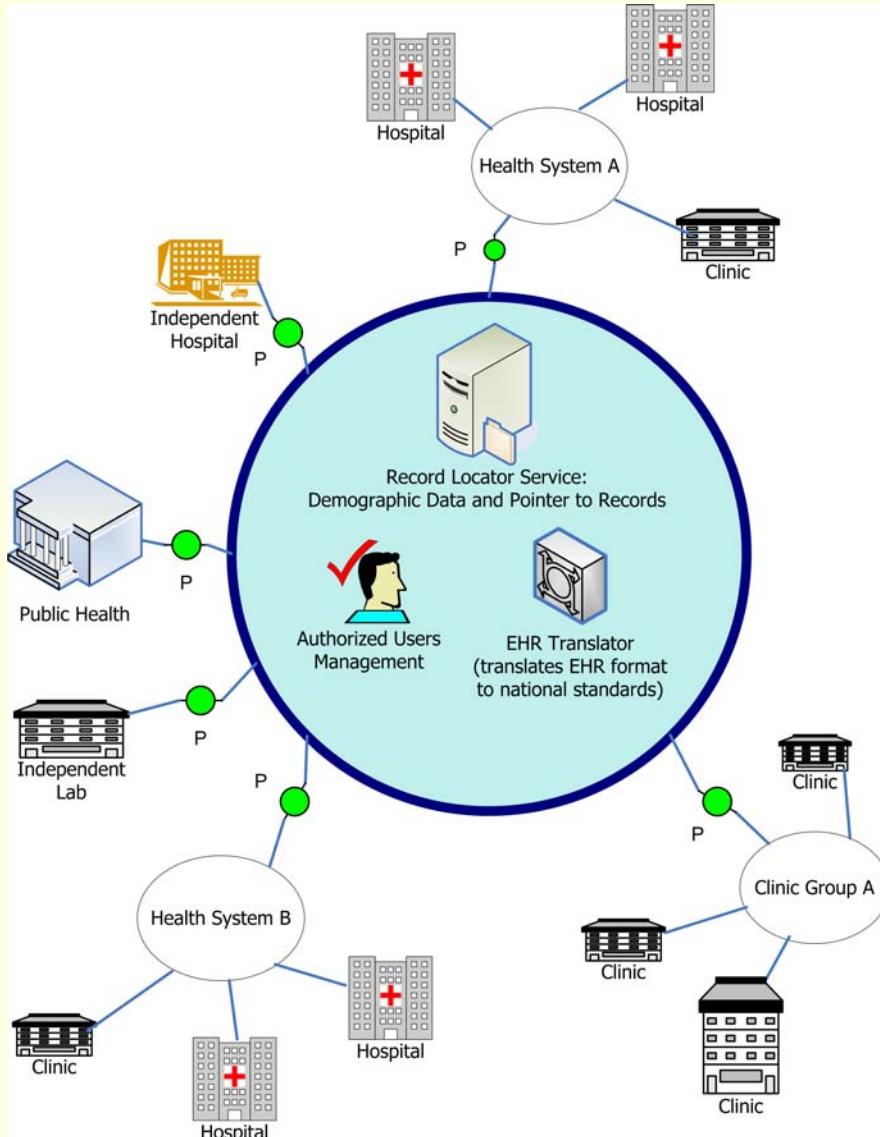 Hospital
Hospital
Health System A
P
Clinic
Independent
Hospital
P
Record Locator Service:
Demographic Data and Pointer to Records
P
Public Health
Authorized Users
Management
EHR Translator
(translates EHR format
to national standards)
P
Independent
Lab
P
Clinic
P
Health System B
Clinic Group A
Clinic
Hospital
Clinic
Clinic
Hospital